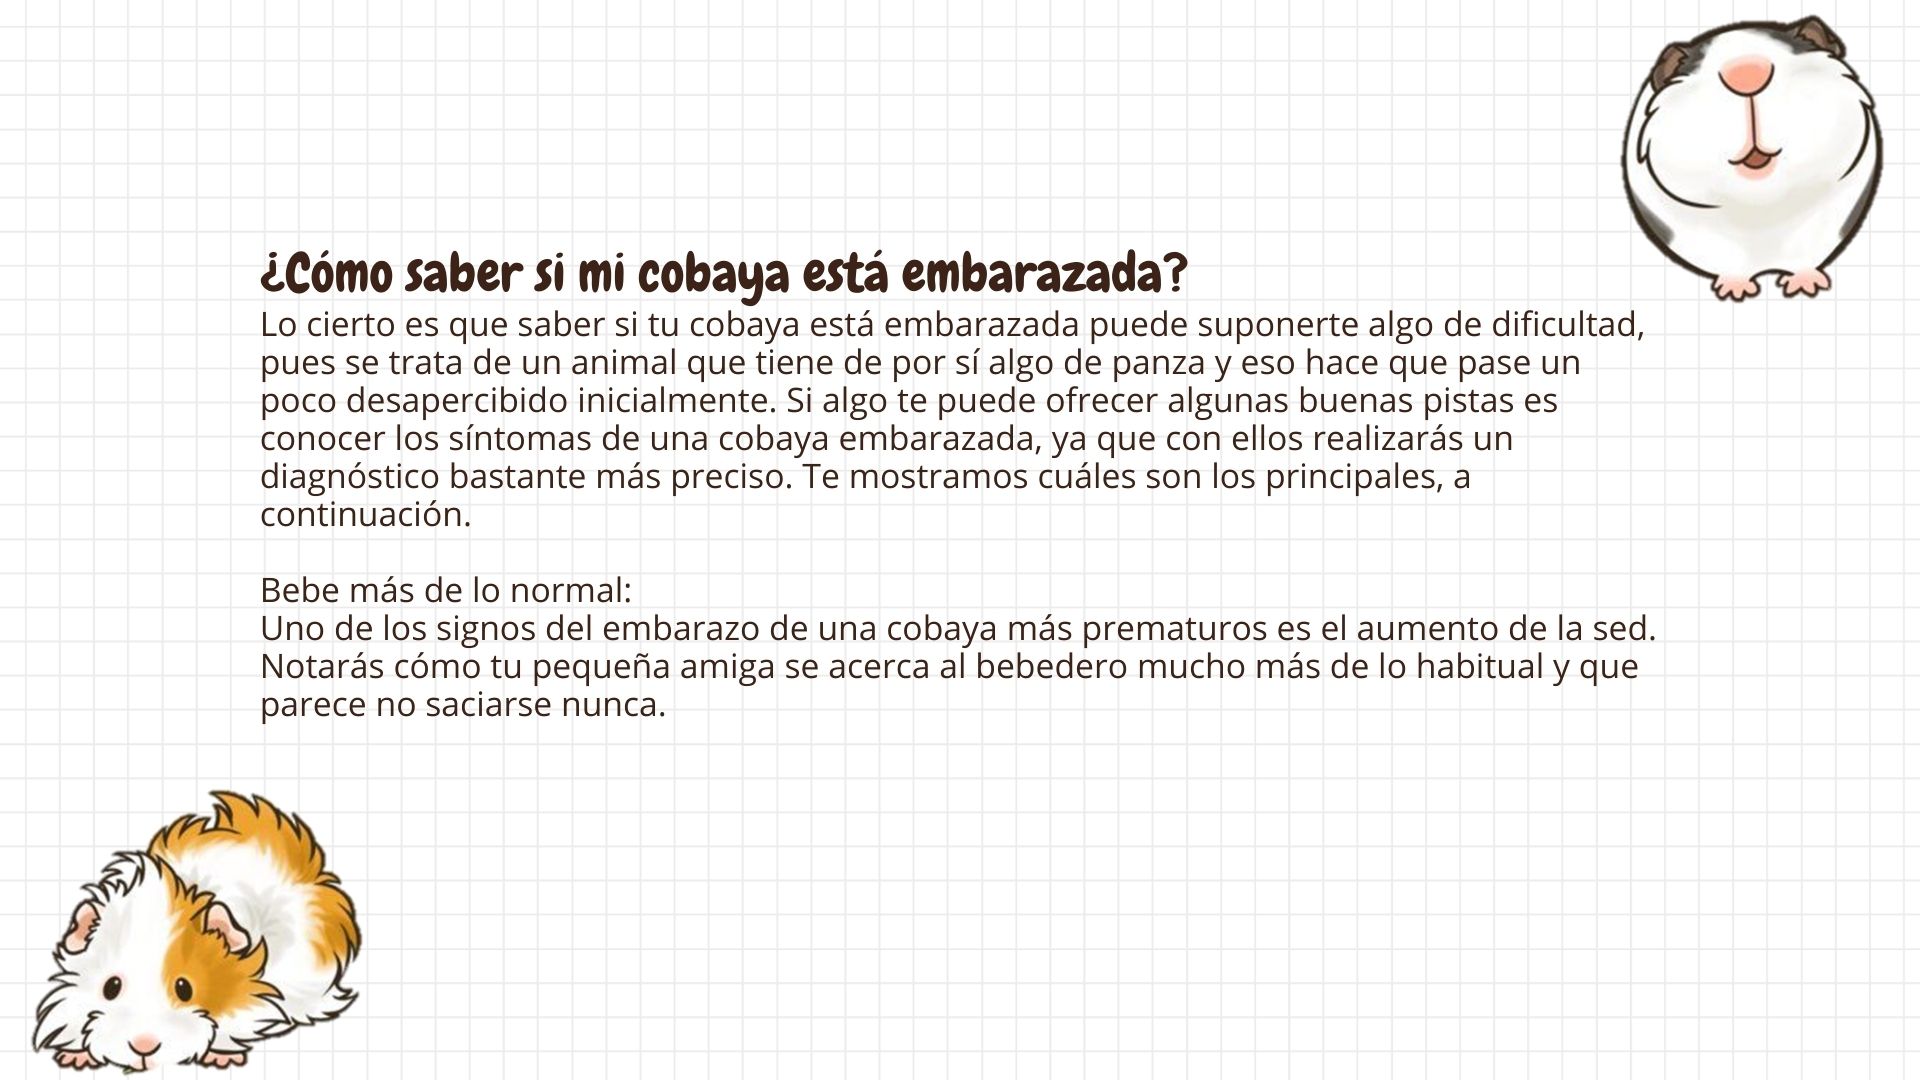 ¿Cómo saber si mi cobaya está embarazada?
Lo cierto es que saber si tu cobaya está embarazada puede suponerte algo de dificultad,
pues se trata de un animal que tiene de por sí algo de panza y eso hace que pase un
poco desapercibido inicialmente. Si algo te puede ofrecer algunas buenas pistas es
conocer los síntomas de una cobaya embarazada, ya que con ellos realizarás un
diagnóstico bastante más preciso. Te mostramos cuáles son los principales, a
continuación.
Bebe más de lo normal:
Uno de los signos del embarazo de una cobaya más prematuros es el aumento de la sed.
Notarás cómo tu pequeña amiga se acerca al bebedero mucho más de lo habitual y que
parece no saciarse nunca.